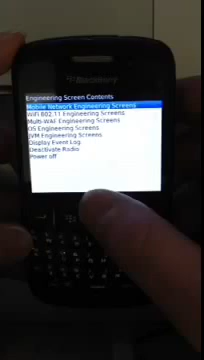 BlackBerry
Engineering Screen Contents
Mobile Network Engineering Screens
WiFi 802.11 Engineering Screens
Multi-WAF Engineering Screens
OS Engineering Screens
JVM Engineering Screens
Display Event Log
Deactivate Radio
Power off